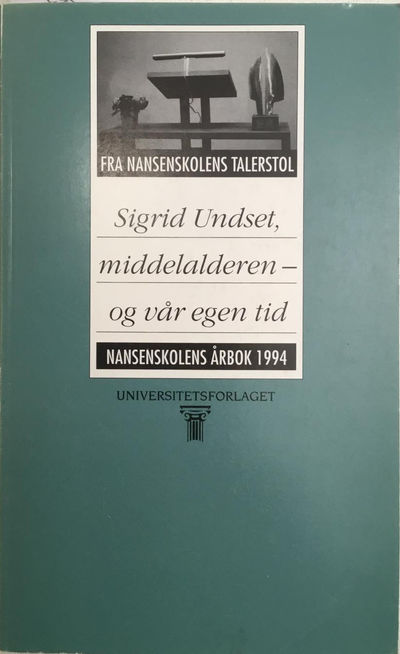 FRA NANSENSKOLENS TALERSTOL
Sigrid Undset,
middelalderen –
og vår egen tid
NANSENSKOLENS ÅRBOK 1994
UNIVERSITETSFORLAGET